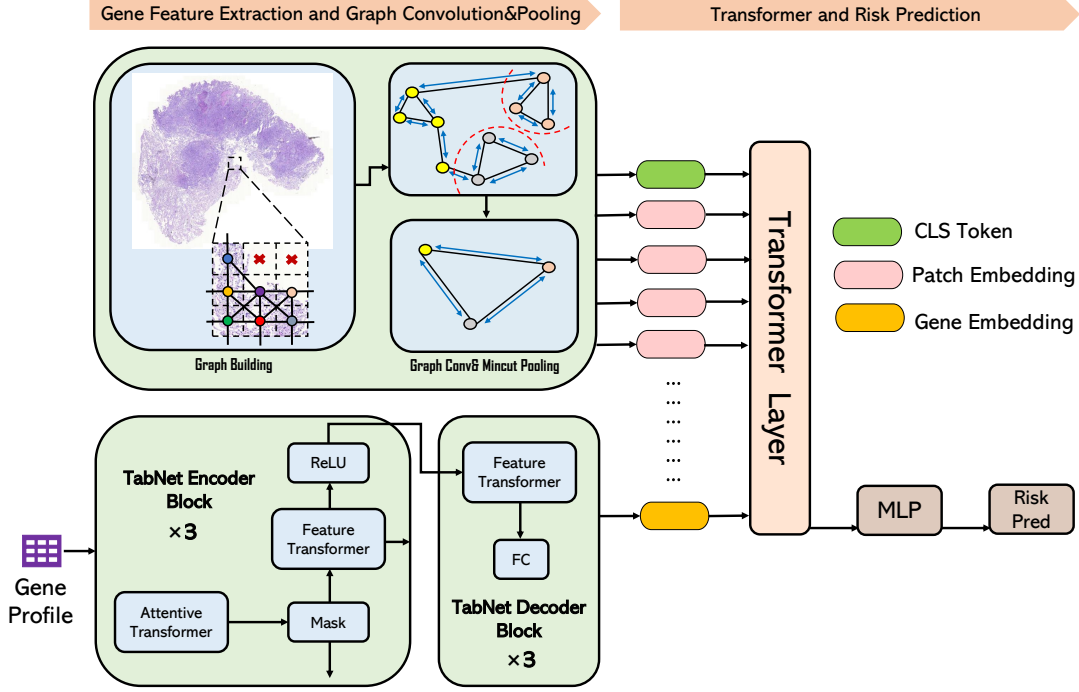 Gene Feature Extraction and Graph Convolution&Pooling
Transformer and Risk Prediction
Graph Building
Graph Conv& Mincut Pooling
Transformer Layer
CLS Token
Patch Embedding
Gene Embedding
...
...
...
...
...
...
TabNet Encoder
Block
×3
ReLU
Feature
Transformer
Attentive
Transformer
Mask
Gene
Profile
Feature
Transformer
FC
TabNet Decoder
Block
×3
MLP
Risk
Pred